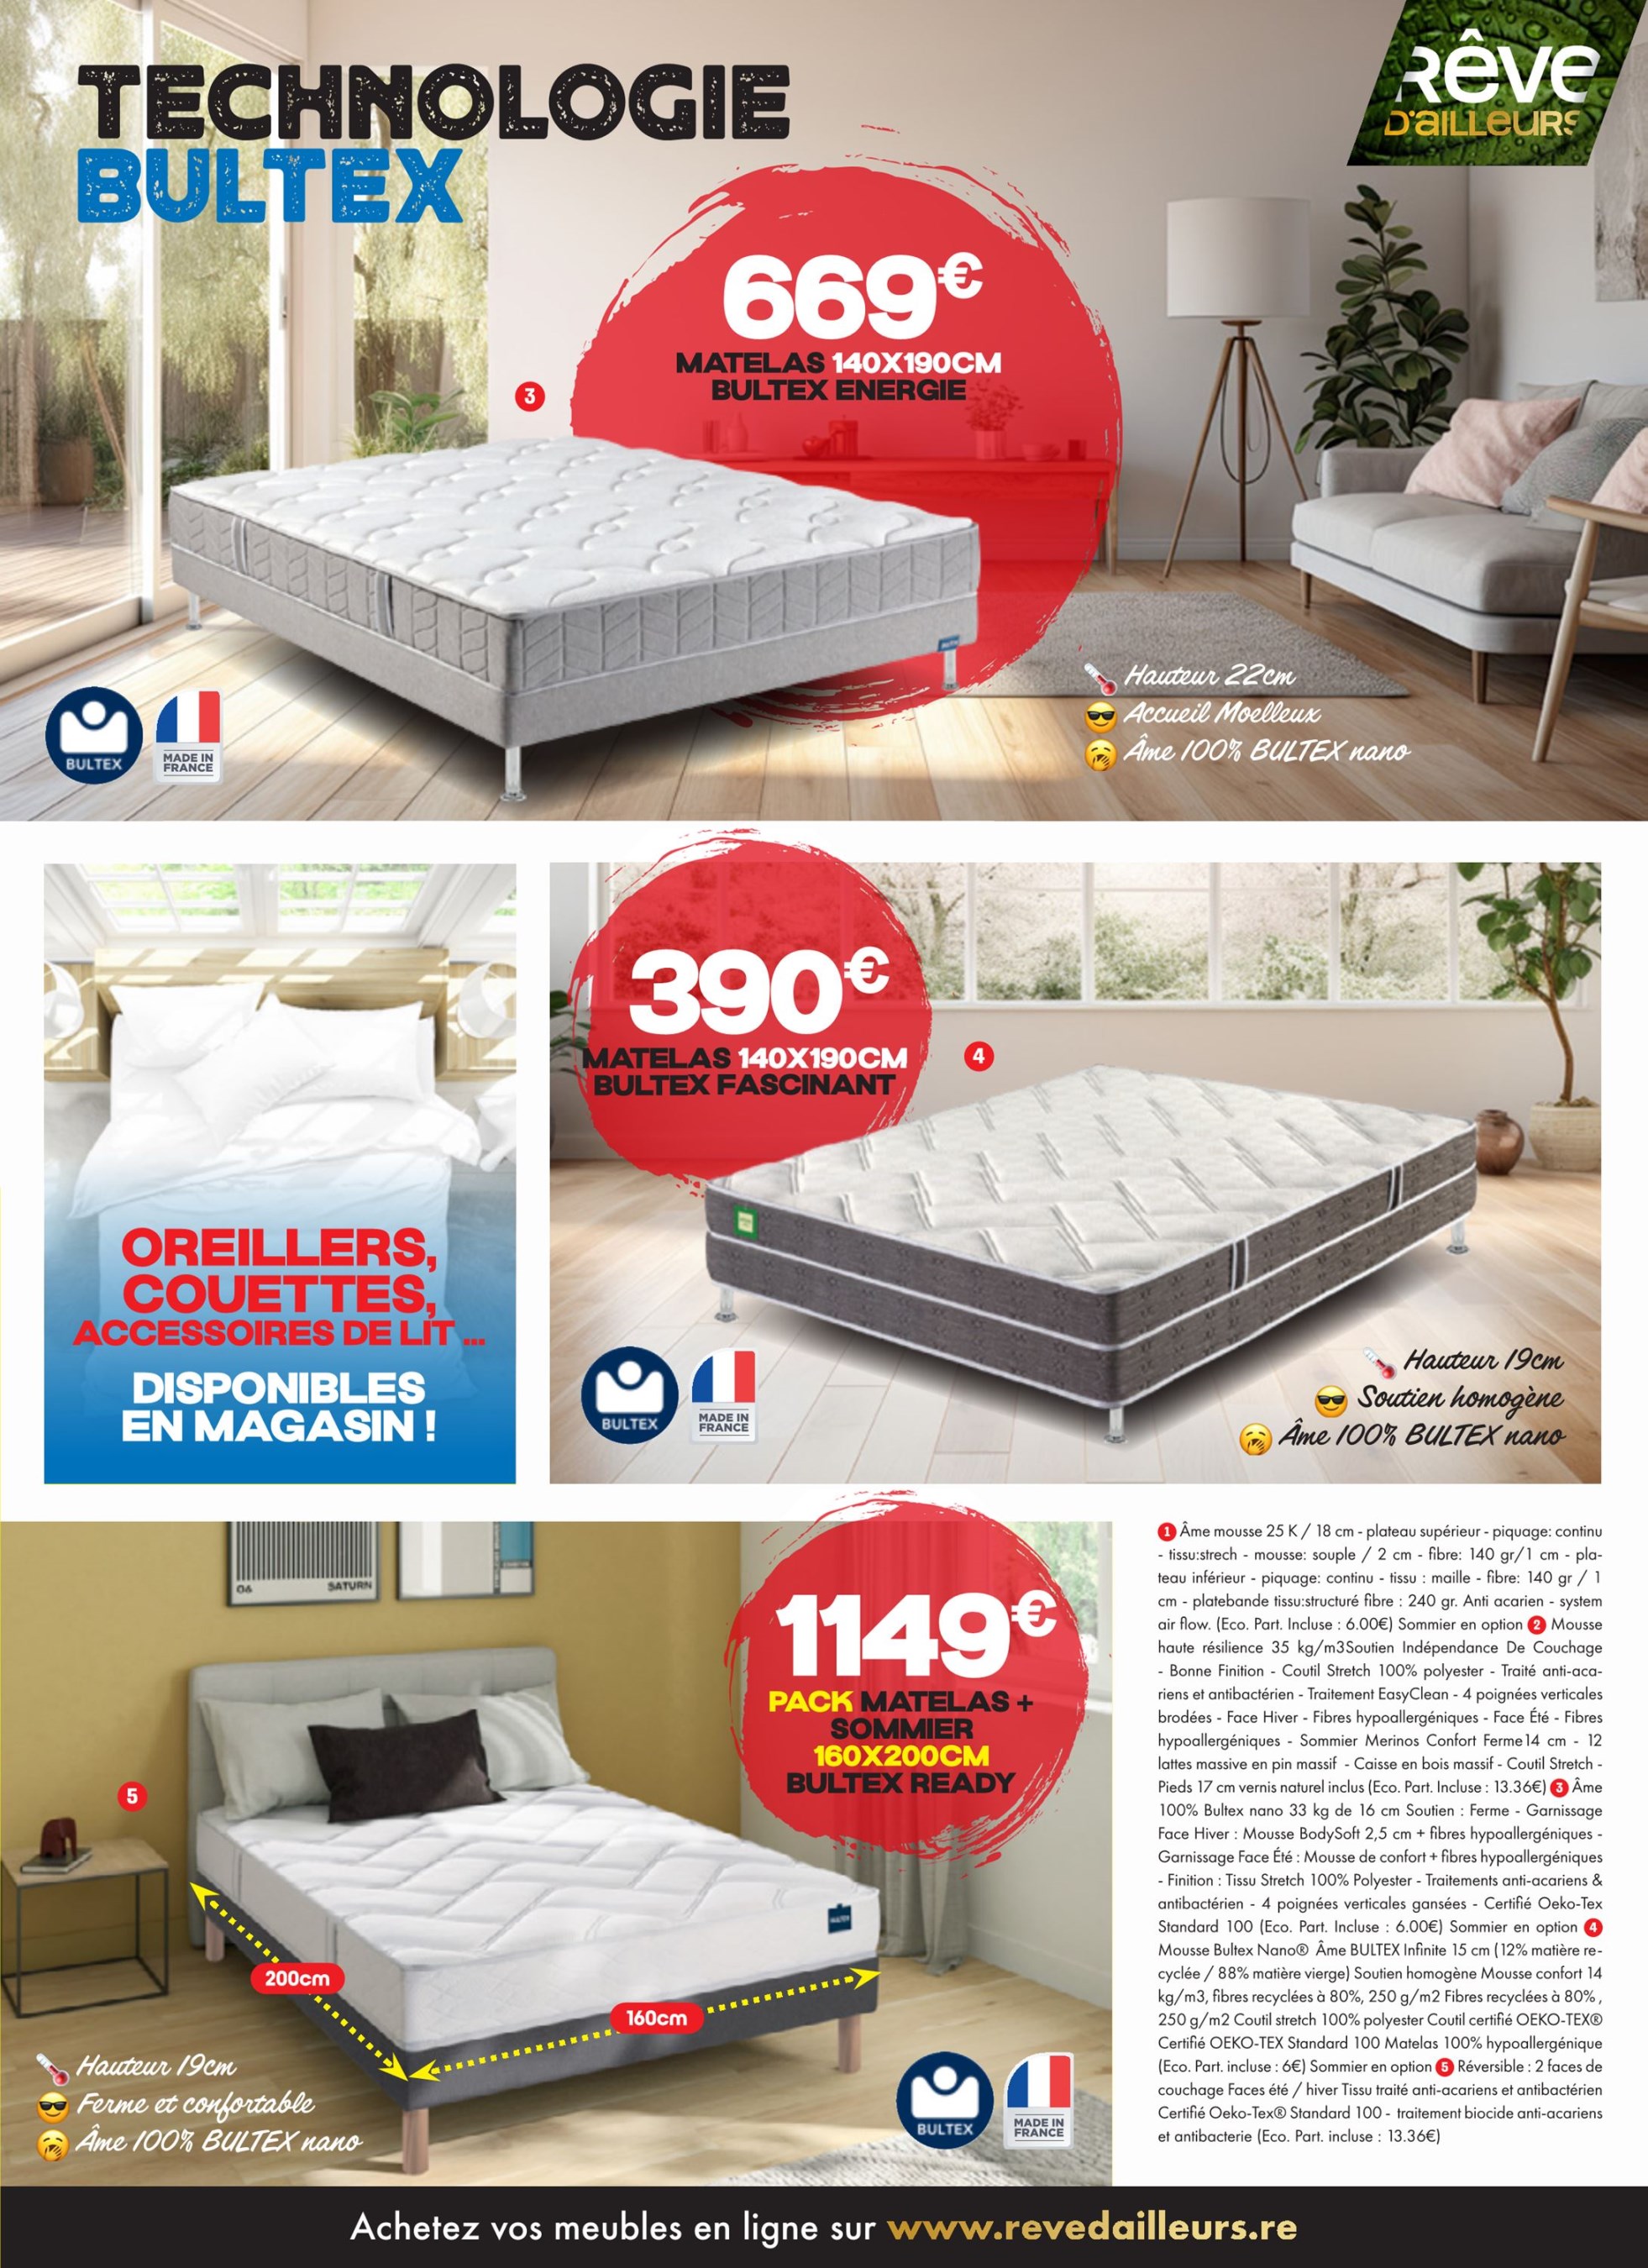 TECHNOLOGIE
BULTEX
Rêve
D'AILLEURS
669€
MATELAS 140X190CM
BULTEX ENERGIE
3
Hauteur 22cm
Accueil Moelleux
Âme 100% BULTEX nano
BULTEX
MADE IN
FRANCE
OREILLERS,
COUETTES,
ACCESSOIRES DE LIT ...
DISPONIBLES
EN MAGASIN !
390€
MATELAS 140X190CM
BULTEX FASCINANT
4
Hauteur 19cm
Soutien homogène
Âme 100% BULTEX nano
BULTEX
MADE IN
FRANCE
06
SATURN
1149€
PACK MATELAS +
SOMMIER
160X200CM
BULTEX READY
5
BULTEX
200cm
160cm
Hauteur 19cm
Ferme et confortable
Âme 100% BULTEX nano
BULTEX
MADE IN
FRANCE
1 Âme mousse 25 K / 18 cm - plateau supérieur - piquage: continu
- tissu:strech - mousse: souple / 2 cm - fibre: 140 gr/1 cm - pla-
teau inférieur - piquage: continu - tissu : maille - fibre: 140 gr / 1
cm - platebande tissu:structuré fibre : 240 gr. Anti acarien - system
air flow. (Eco. Part. Incluse : 6.00€) Sommier en option 2 Mousse
haute résilience 35 kg/m3Soutien Indépendance De Couchage
- Bonne Finition - Coutil Stretch 100% polyester - Traité anti-aca-
riens et antibactérien - Traitement EasyClean - 4 poignées verticales
brodées - Face Hiver - Fibres hypoallergéniques - Face Été - Fibres
hypoallergéniques - Sommier Merinos Confort Ferme14 cm - 12
lattes massive en pin massif - Caisse en bois massif - Coutil Stretch -
Pieds 17 cm vernis naturel inclus (Eco. Part. Incluse : 13.36€) 3 Âme
100% Bultex nano 33 kg de 16 cm Soutien : Ferme - Garnissage
Face Hiver : Mousse BodySoft 2,5 cm + fibres hypoallergéniques -
Garnissage Face Été : Mousse de confort + fibres hypoallergéniques
- Finition : Tissu Stretch 100% Polyester - Traitements anti-acariens &
antibactérien - 4 poignées verticales gansées - Certifié Oeko-Tex
Standard 100 (Eco. Part. Incluse : 6.00€) Sommier en option 4
Mousse Bultex Nano® Âme BULTEX Infinite 15 cm (12% matière re-
cyclée / 88% matière vierge) Soutien homogène Mousse confort 14
kg/m3, fibres recyclées à 80%, 250 g/m2 Fibres recyclées à 80%,
250 g/m2 Coutil stretch 100% polyester Coutil certifié OEKO-TEX®
Certifié OEKO-TEX Standard 100 Matelas 100% hypoallergénique
(Eco. Part. incluse : 6€) Sommier en option 5 Réversible : 2 faces de
couchage Faces été / hiver Tissu traité anti-acariens et antibactérien
Certifié Oeko-Tex® Standard 100 - traitement biocide anti-acariens
et antibacterie (Eco. Part. incluse : 13.36€)
Achetez vos meubles en ligne sur www.revedailleurs.re